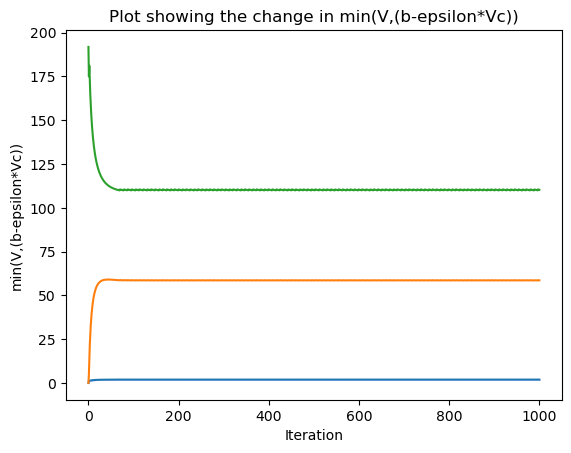 Plot showing the change in min(V,(b-epsilon*Vc))
200
175
150
125
100
75
50
25
0
min(V,(b-epsilon*Vc))
0 200 400 600 800 1000
Iteration